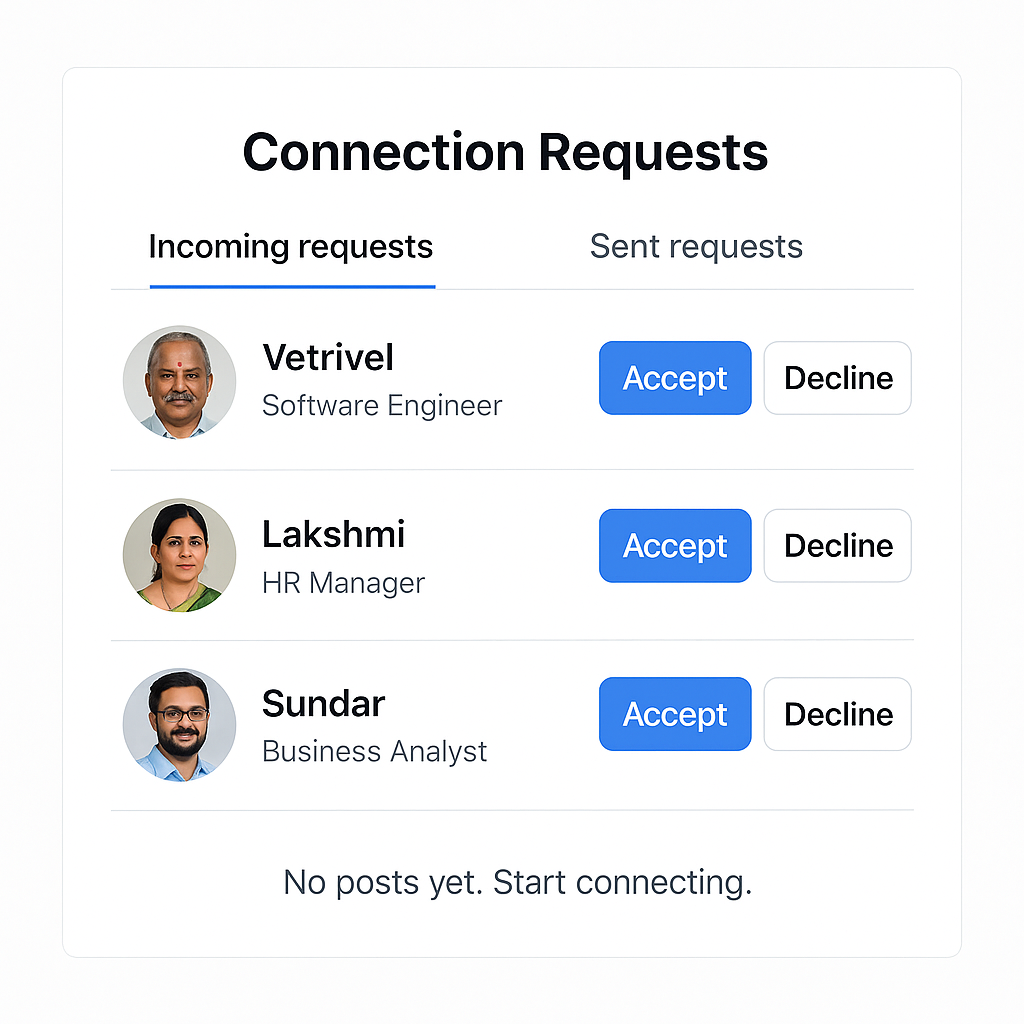 Connection Requests
Incoming requests
Sent requests
Vetrivel
Software Engineer
Accept
Decline
Lakshmi
HR Manager
Accept
Decline
Sundar
Business Analyst
Accept
Decline
No posts yet. Start connecting.